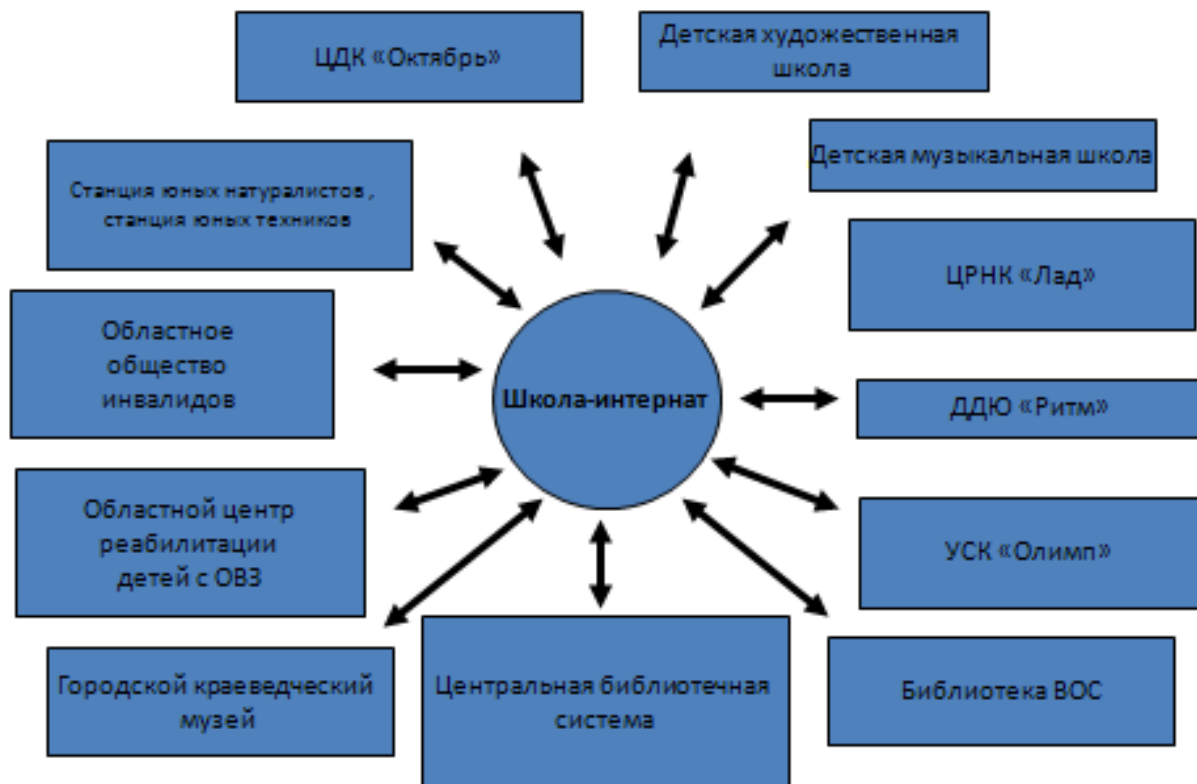 ЦДК «Октябрь»
Детская художественная
школа
Детская музыкальная школа
Станция юных натуралистов ,
станция юных техников
ЦРНК «Лад»
Областное
общество
инвалидов
Школа-интернат
ДДЮ «Ритм»
Областной центр
реабилитации
детей с ОВЗ
УСК «Олимп»
Городской краеведческий
музей
Центральная библиотечная
система
Библиотека ВОС